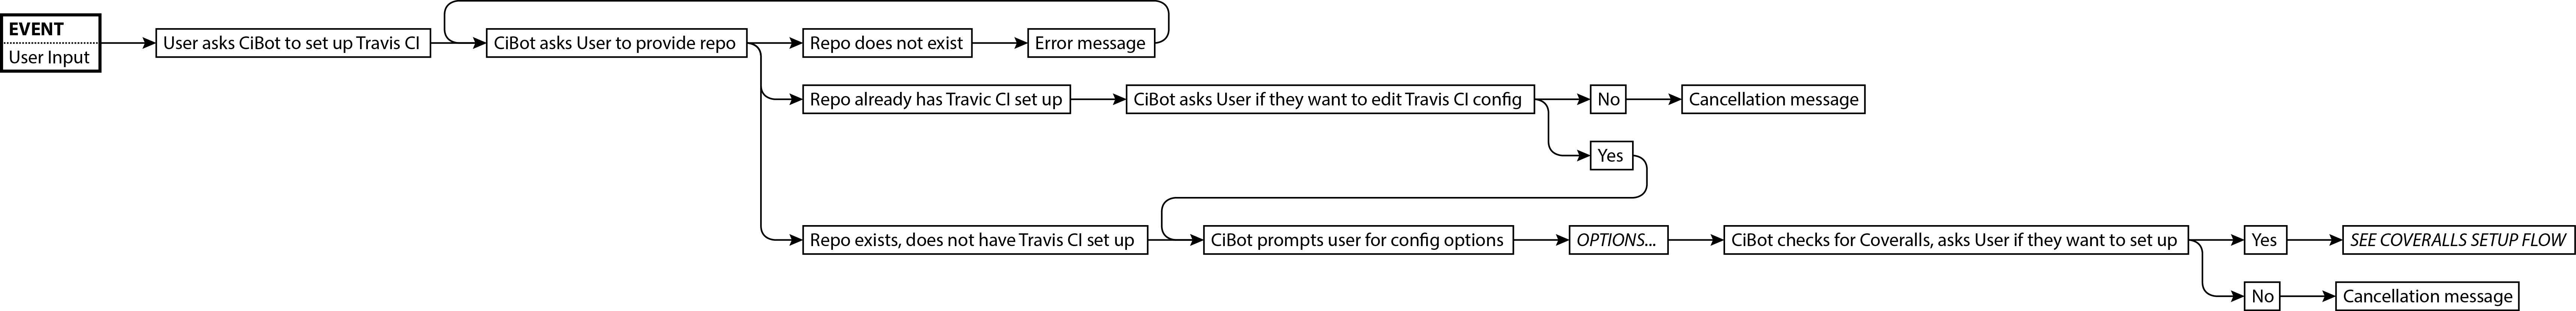 EVENT
User Input
User asks CiBot to set up Travis CI
CiBot asks User to provide repo
Repo does not exist
Error message
Repo already has Travic CI set up
CiBot asks User if they want to edit Travis CI config
No
Cancellation message
Yes
Repo exists, does not have Travis CI set up
CiBot prompts user for config options
OPTIONS...
CiBot checks for Coveralls, asks User if they want to set up
Yes
SEE COVERALLS SETUP FLOW
No
Cancellation message